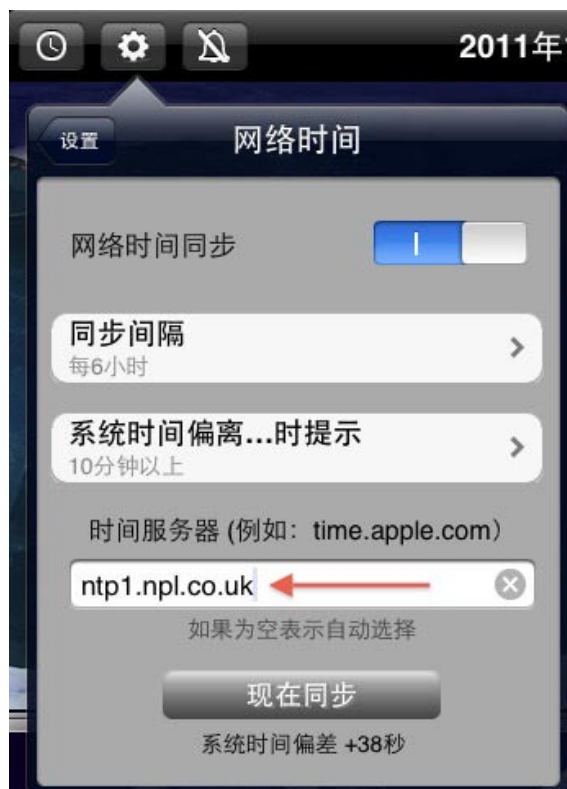 2011年
设置
网络时间
网络时间同步
同步间隔
每6小时
系统时间偏离...时提示
10分钟以上
时间服务器 (例如：time.apple.com）
ntp1.npl.co.uk
如果为空表示自动选择
现在同步
系统时间偏差 +38秒